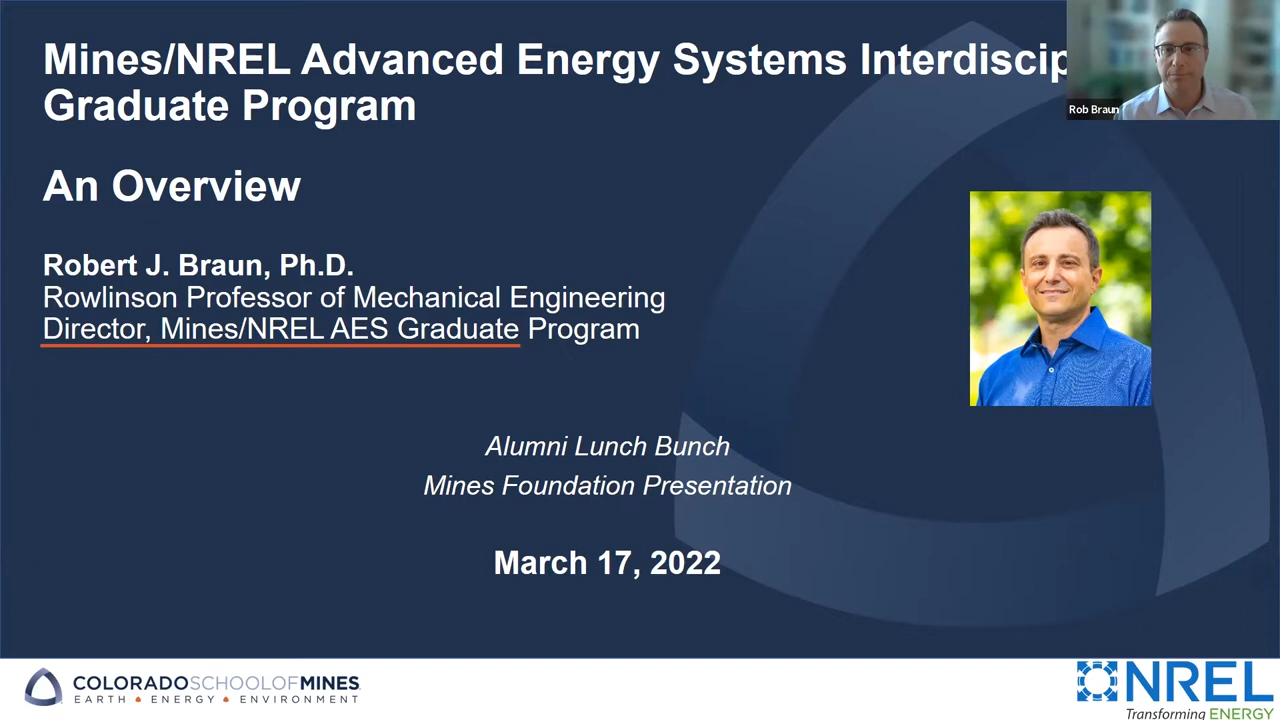 Mines/NREL Advanced Energy Systems Interdiscip
Graduate Program
Rob Braun
An Overview
Robert J. Braun, Ph.D.
Rowlinson Professor of Mechanical Engineering
Director, Mines/NREL AES Graduate Program
Alumni Lunch Bunch
Mines Foundation Presentation
March 17, 2022
COLORADOSCHOOLOFMINES
EARTH • ENERGY • ENVIRONMENT
NREL
Transforming ENERGY